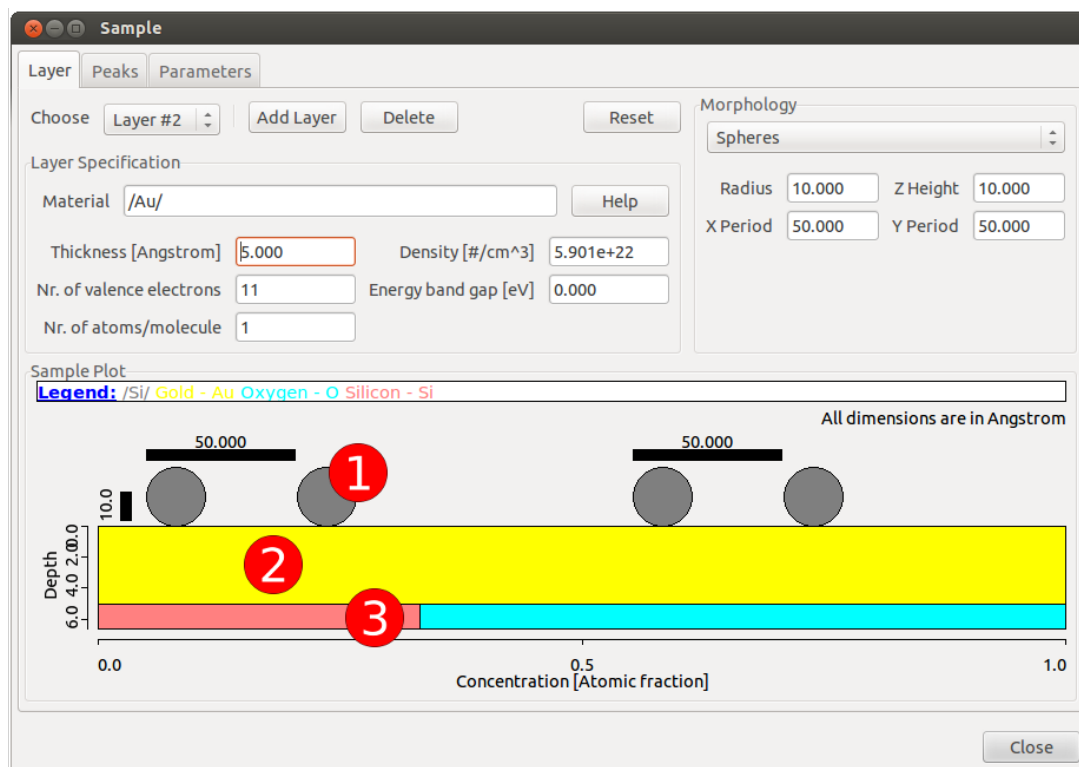 Sample
Layer Peaks Parameters
Choose Layer #2 Add Layer Delete Reset
Morphology
Spheres
Layer Specification
Material /Au/ Help
Radius 10.000 Z Height 10.000
X Period 50.000 Y Period 50.000
Thickness [Angstrom] 5.000 Density [#/cm^3] 5.901e+22
Nr. of valence electrons 11 Energy band gap [eV] 0.000
Nr. of atoms/molecule 1
Sample Plot
Legend: /Si/ Gold - Au Oxygen - O Silicon - Si
All dimensions are in Angstrom
50.000 50.000
1
10.0
2
3
Depth
0.0
2.0
4.0
6.0
0.0 0.5 1.0
Concentration [Atomic fraction]
Close